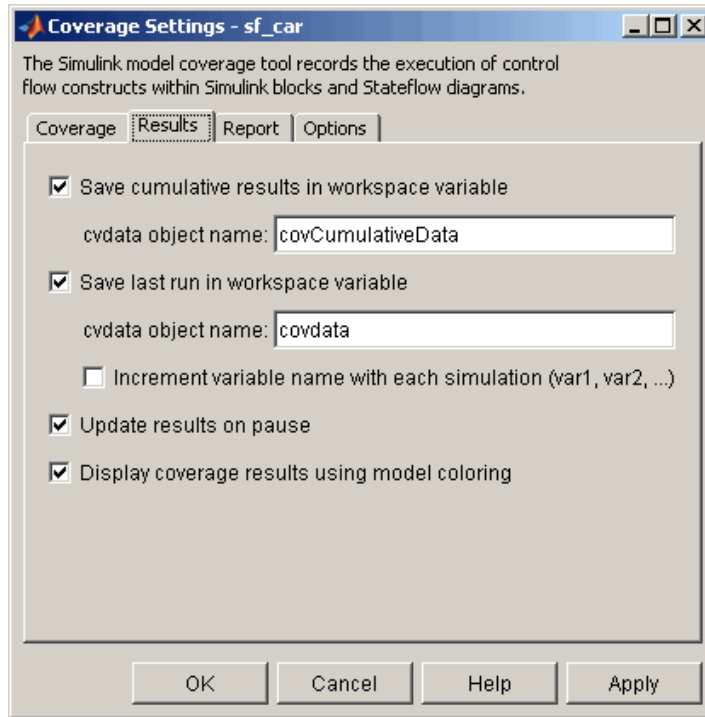 Coverage Settings - sf_car
The Simulink model coverage tool records the execution of control
flow constructs within Simulink blocks and Stateflow diagrams.
Coverage Results Report Options
Save cumulative results in workspace variable
cvdata object name: covCumulativeData
Save last run in workspace variable
cvdata object name: covdata
Increment variable name with each simulation (var1, var2, ...)
Update results on pause
Display coverage results using model coloring
OK Cancel Help Apply